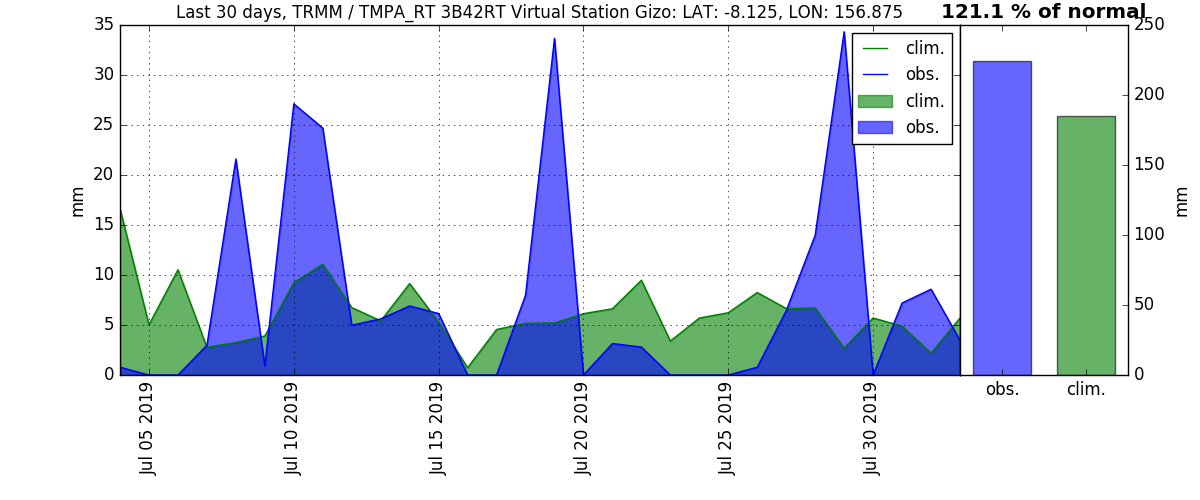 Last 30 days, TRMM / TMPA_RT 3B42RT Virtual Station Gizo: LAT: -8.125, LON: 156.875
121.1 % of normal
35
30
25
20
15
10
5
0
mm
clim.
obs.
clim.
obs.
250
200
150
100
50
0
mm
obs.
clim.
Jul 05 2019
Jul 10 2019
Jul 15 2019
Jul 20 2019
Jul 25 2019
Jul 30 2019